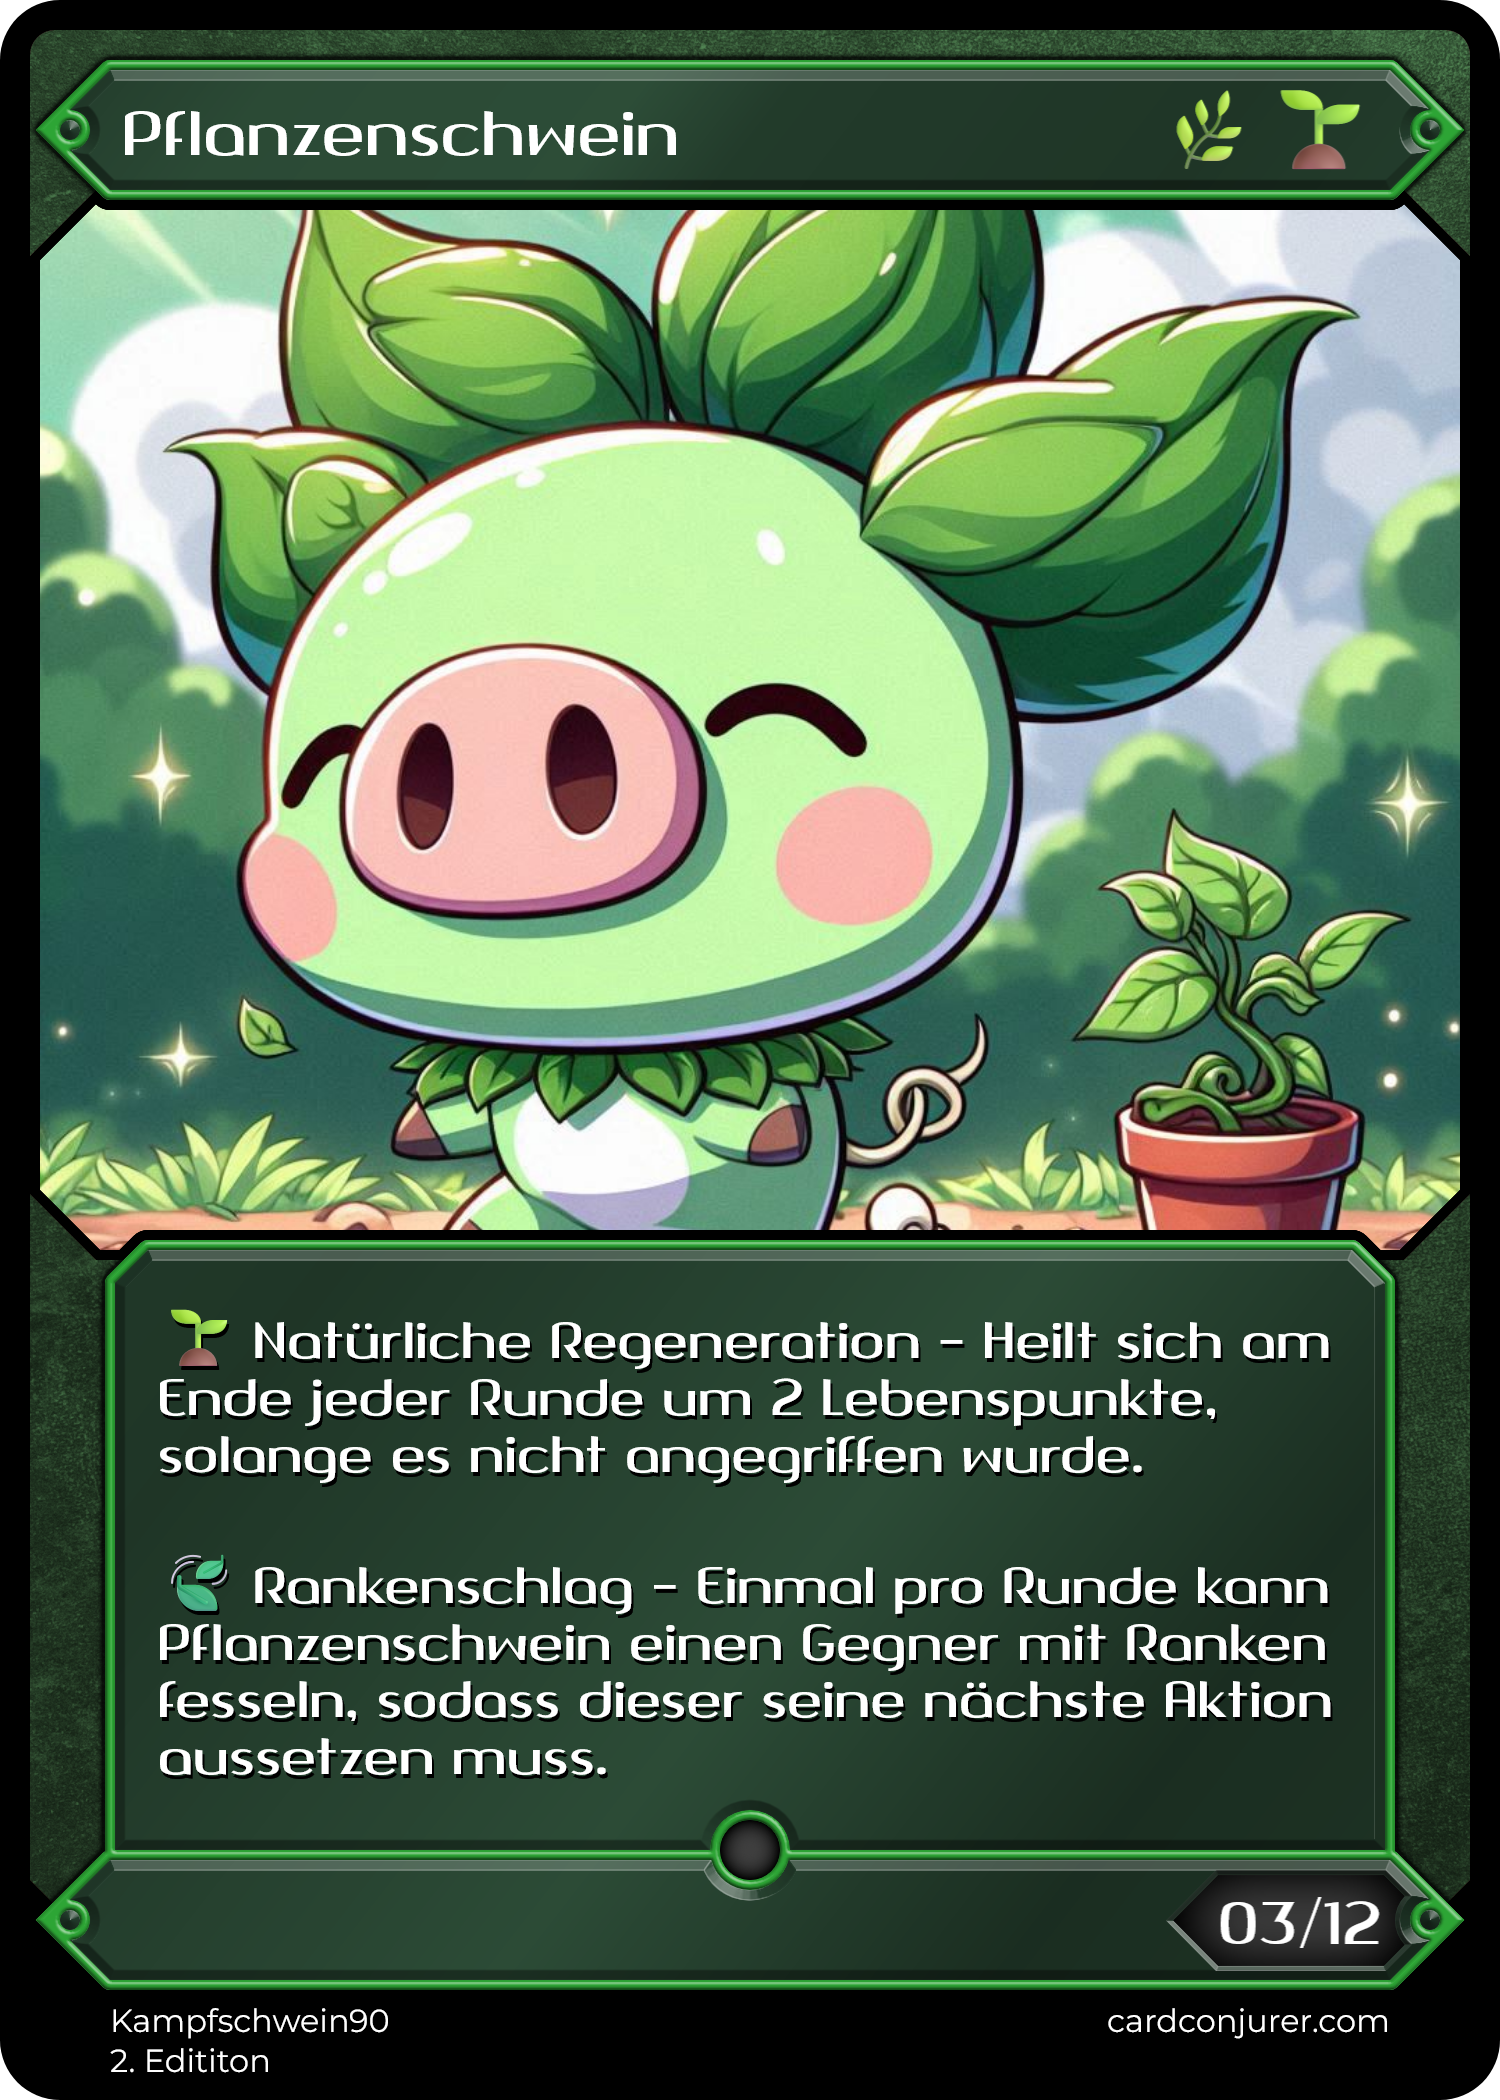 Pflanzenschwein
Natürliche Regeneration - Heilt sich am
Ende jeder Runde um 2 Lebenspunkte,
solange es nicht angegriffen wurde.
Rankenschlag - Einmal pro Runde kann
Pflanzenschwein einen Gegner mit Ranken
fesseln, sodass dieser seine nächste Aktion
aussetzen muss.
03/12
Kampfschwein90
cardconjurer.com
2. Edititon